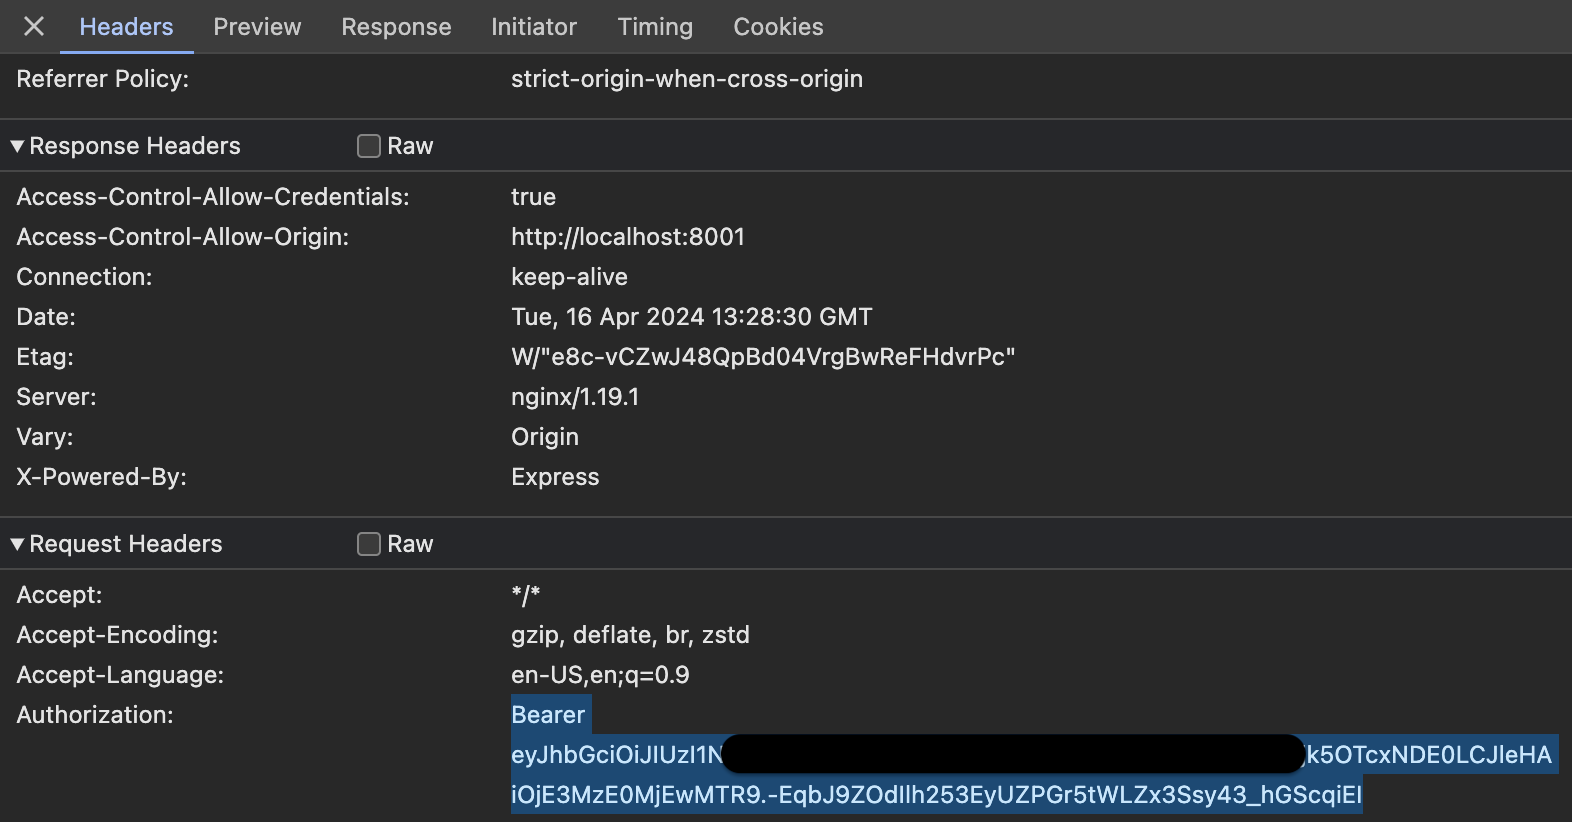 Headers Preview Response Initiator Timing Cookies
Referrer Policy: strict-origin-when-cross-origin
Response Headers Raw
Access-Control-Allow-Credentials: true
Access-Control-Allow-Origin: http://localhost:8001
Connection: keep-alive
Date: Tue, 16 Apr 2024 13:28:30 GMT
Etag: W/"e8c-vCZwJ48QpBd04VrgBwReFHdvrPc"
Server: nginx/1.19.1
Vary: Origin
X-Powered-By: Express
Request Headers Raw
Accept: */*
Accept-Encoding: gzip, deflate, br, zstd
Accept-Language: en-US,en;q=0.9
Authorization: Bearer
eyJhbGciOiJIUzI1N k5OTcxNDE0LCJleHA
iOjE3MzE0MjEwMTR9.-EqbJ9ZOdIlh253EyUZPGr5tWLZx3Ssy43_hGScqiEI